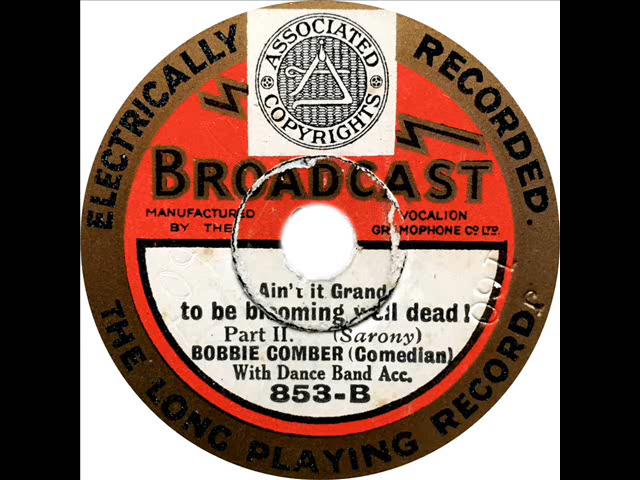 ELECTRICALLY RECORDED.
ASSOCIATED
COPYRIGHTS
BROADCAST
MANUFACTURED VOCALION
BY THE GRAMOPHONE CO LTD.
Ain't it Grand
to be blooming well dead!
Part II. (Sarony)
BOBBIE COMBER (Comedian)
With Dance Band Acc.
853-B
THE LONG PLAYING RECORD